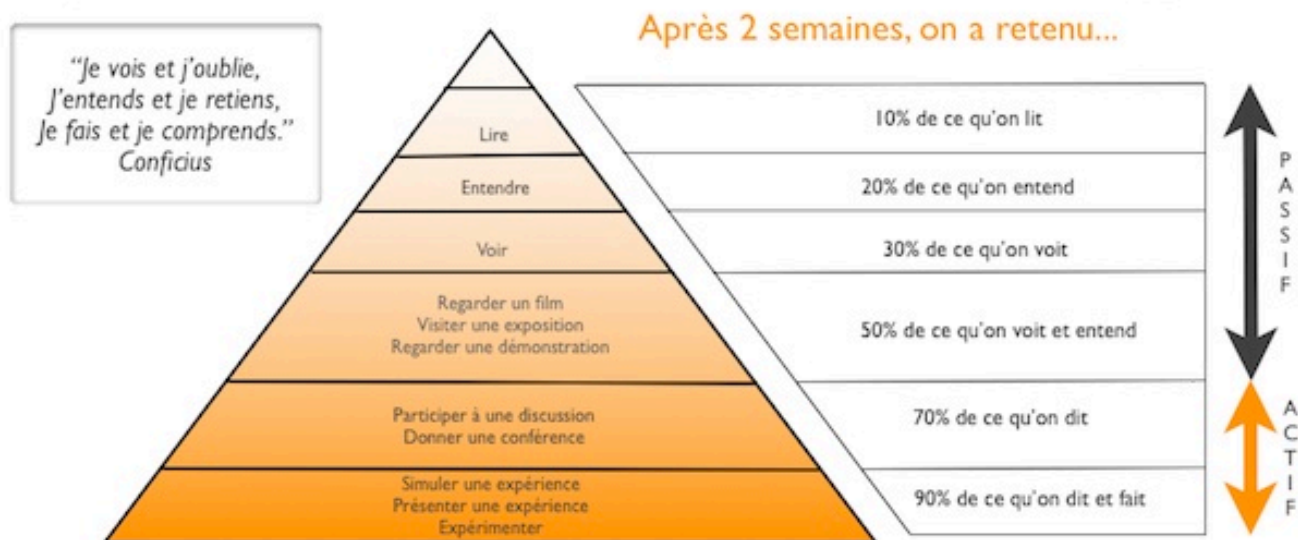 Après 2 semaines, on a retenu...
“Je vois et j'oublie,
J'entends et je retiens,
Je fais et je comprends.”
Conficius
Lire
10% de ce qu'on lit
Entendre
20% de ce qu'on entend
Voir
30% de ce qu'on voit
Regarder un film
Visiter une exposition
Regarder une démonstration
50% de ce qu'on voit et entend
Participer à une discussion
Donner une conférence
70% de ce qu'on dit
Simuler une expérience
Présenter une expérience
Expérimenter
90% de ce qu'on dit et fait
PASSIF
ACTIF